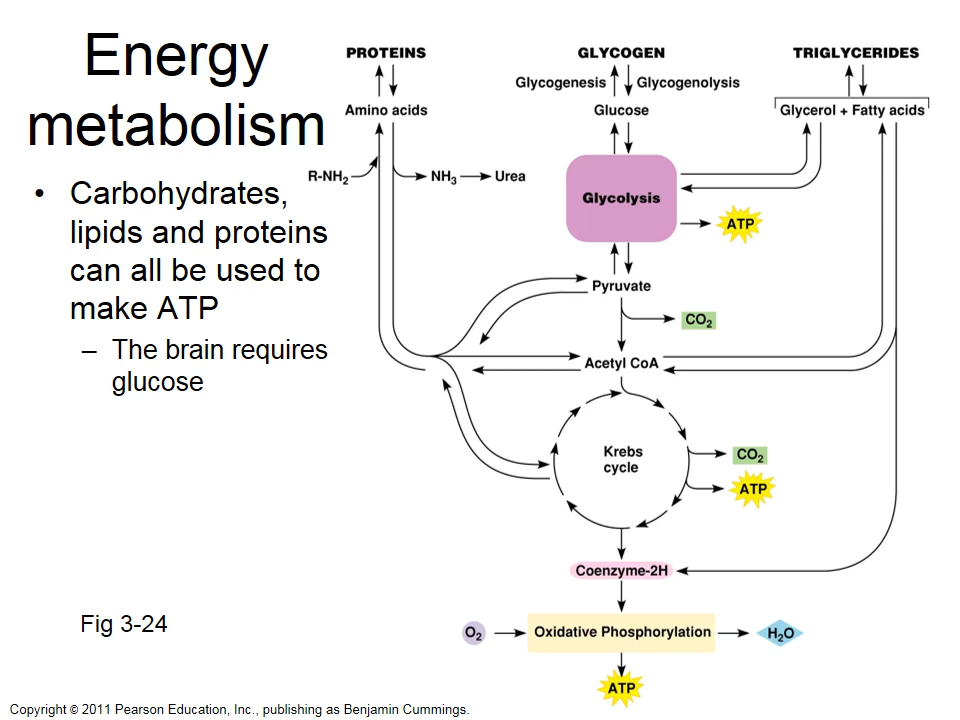 Energy
metabolism
• Carbohydrates,
lipids and proteins
can all be used to
make ATP
– The brain requires
glucose
Fig 3-24
PROTEINS
GLYCOGEN
TRIGLYCERIDES
Glycogenesis
Glycogenolysis
Amino acids
Glucose
Glycerol + Fatty acids
R-NH₂
NH₃
Urea
Glycolysis
ATP
Pyruvate
CO₂
Acetyl CoA
Krebs
cycle
CO₂
ATP
Coenzyme-2H
O₂
Oxidative Phosphorylation
H₂O
ATP
Copyright © 2011 Pearson Education, Inc., publishing as Benjamin Cummings.